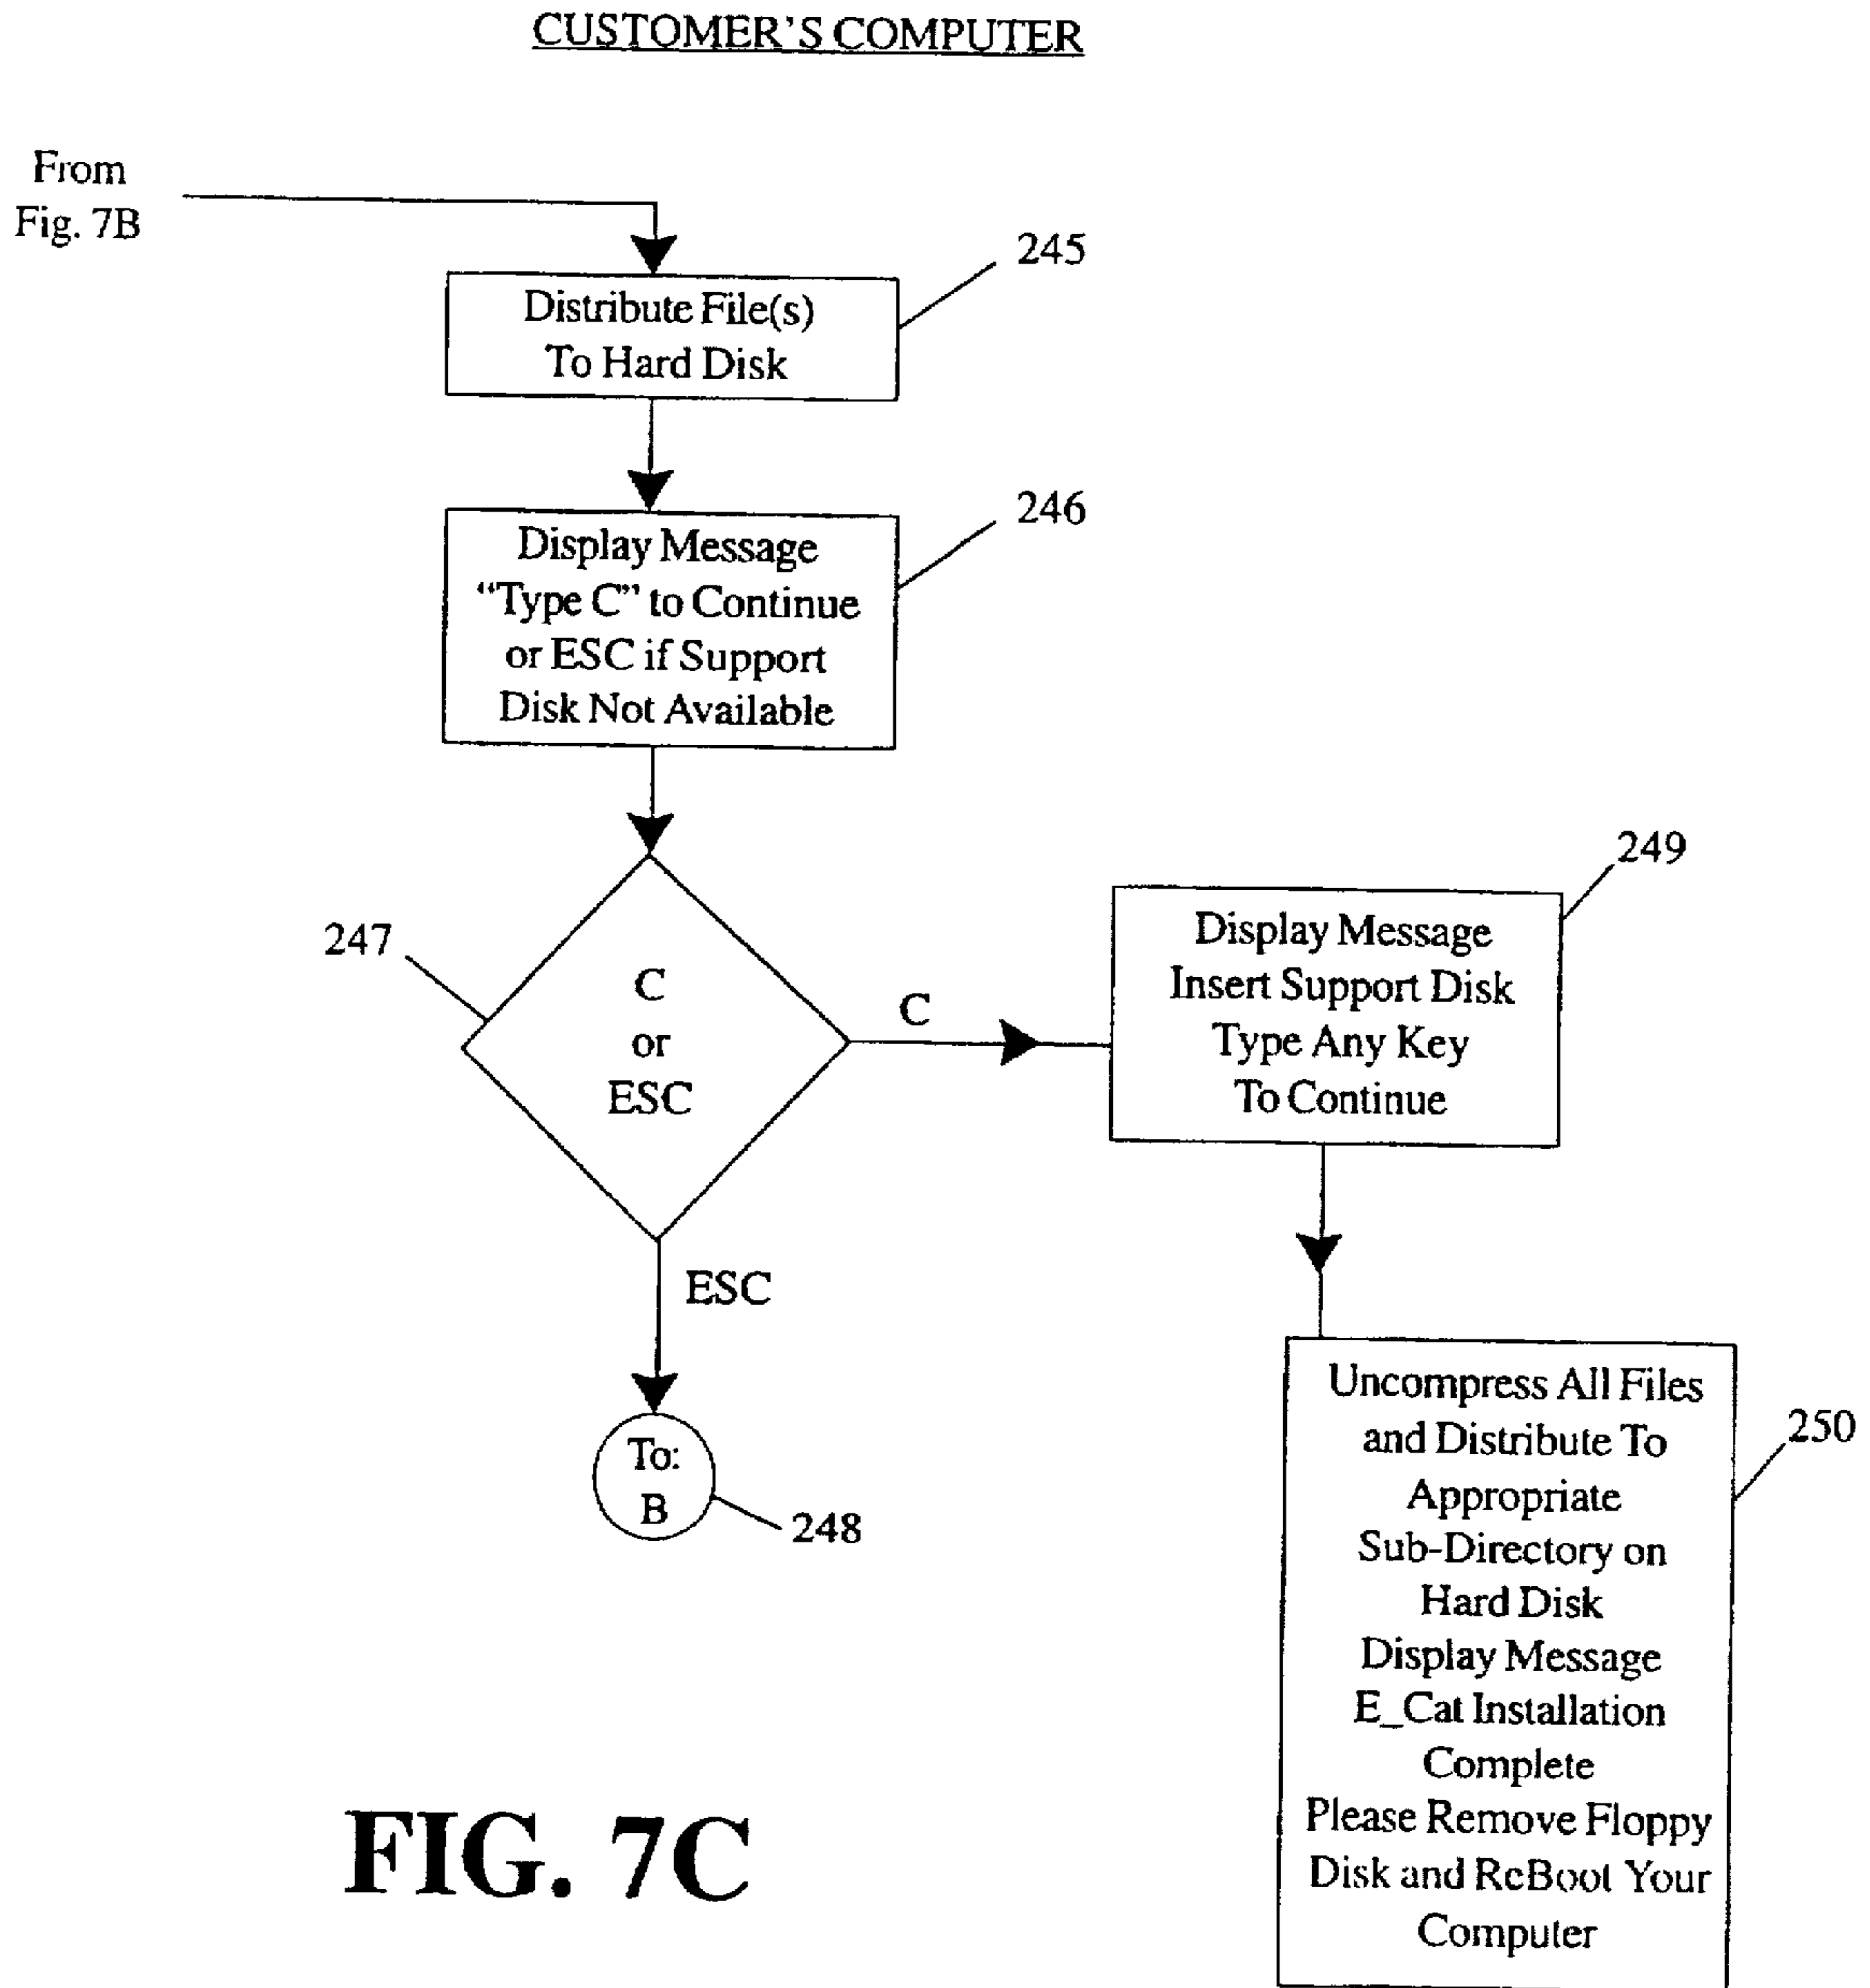 CUSTOMER'S COMPUTER
From
Fig. 7B
245
Distribute File(s)
To Hard Disk
246
Display Message
“Type C” to Continue
or ESC if Support
Disk Not Available
247
C
or
ESC
C
249
Display Message
Insert Support Disk
Type Any Key
To Continue
ESC
To:
B
248
250
Uncompress All Files
and Distribute To
Appropriate
Sub-Directory on
Hard Disk
Display Message
E_Cat Installation
Complete
Please Remove Floppy
Disk and ReBoot Your
Computer
FIG. 7C